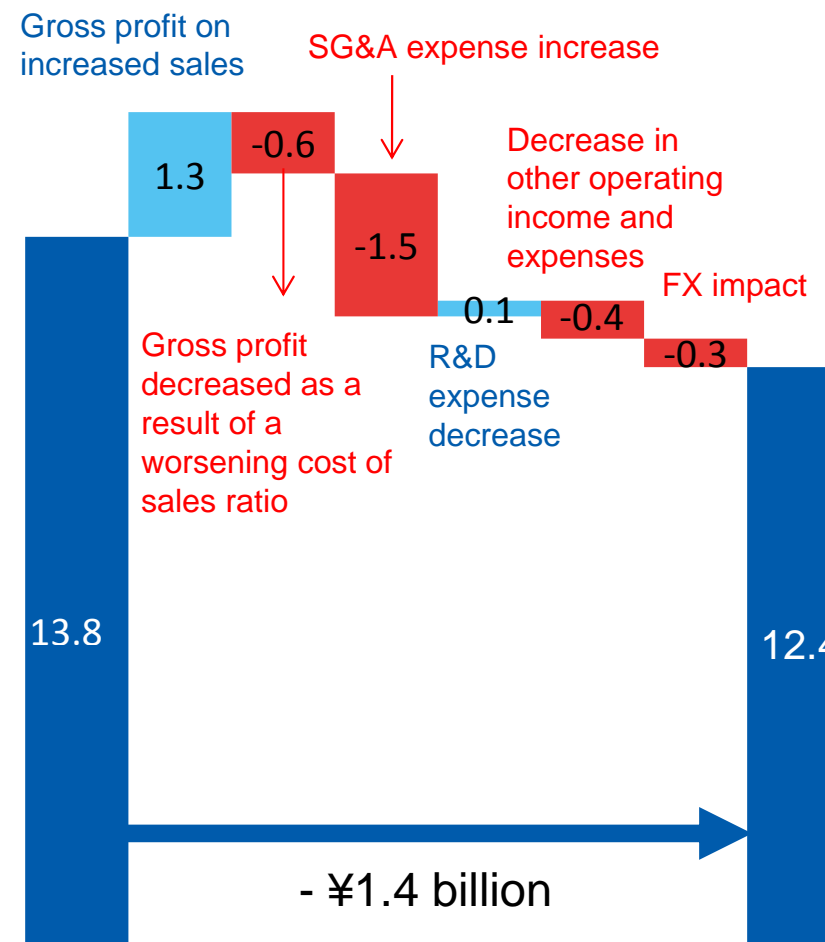 Gross profit on
increased sales
SG&A expense increase
1.3
-0.6
-1.5
Decrease in
other operating
income and
expenses
FX impact
0.1
-0.4
-0.3
Gross profit
decreased as a
result of a
worsening cost of
sales ratio
R&D
expense
decrease
13.8
12.4
- ¥1.4 billion